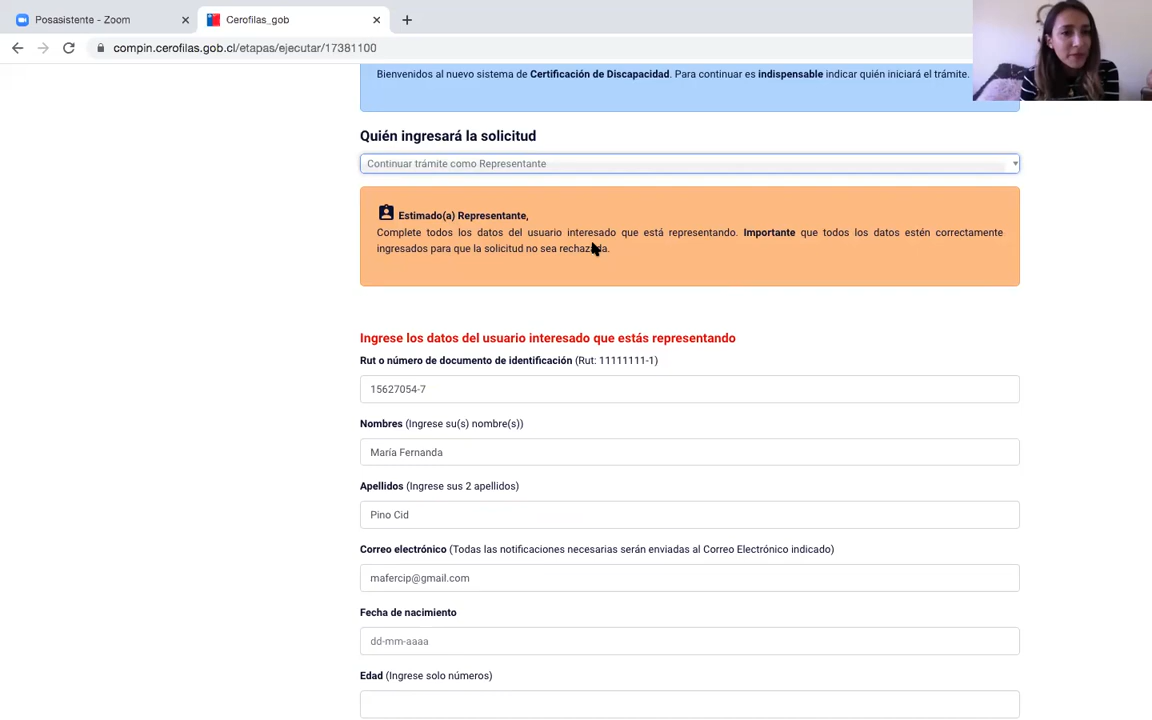 Posasistente - Zoom
Cerofilas_gob
compin.cerofilas.gob.cl/etapas/ejecutar/17381100
Bienvenidos al nuevo sistema de Certificación de Discapacidad. Para continuar es indispensable indicar quién iniciará el trámite.
Quién ingresará la solicitud
Continuar trámite como Representante
Estimado(a) Representante,
Complete todos los datos del usuario interesado que está representando. Importante que todos los datos estén correctamente
ingresados para que la solicitud no sea rechazada.
Ingrese los datos del usuario interesado que estás representando
Rut o número de documento de identificación (Rut: 11111111-1)
15627054-7
Nombres (Ingrese su(s) nombre(s))
María Fernanda
Apellidos (Ingrese sus 2 apellidos)
Pino Cid
Correo electrónico (Todas las notificaciones necesarias serán enviadas al Correo Electrónico indicado)
mafercip@gmail.com
Fecha de nacimiento
dd-mm-aaaa
Edad (Ingrese solo números)